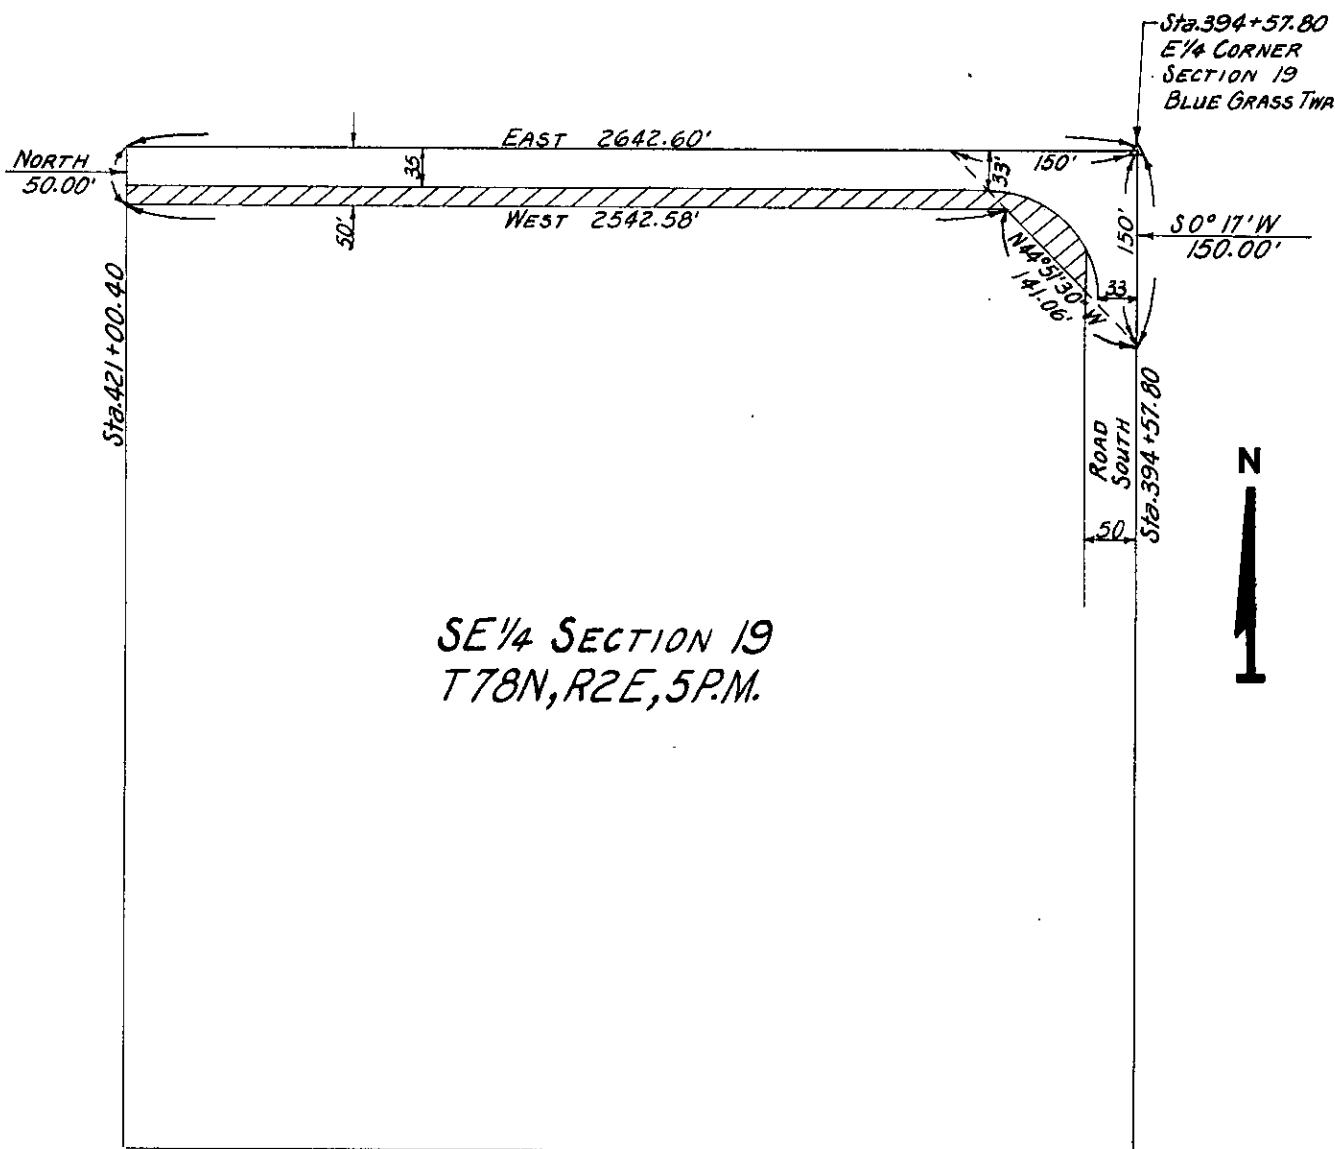 Sta.394+57.80
E1/4 CORNER
SECTION 19
BLUE GRASS TWP.
EAST 2642.60'
NORTH
50.00'
35
33'
150'
150'
S 0° 17' W
150.00'
50'
WEST 2542.58'
N44°51'30"W
141.06'
33
Sta.421+00.40
Sta.394+57.80
ROAD
SOUTH
50
N
SE1/4 SECTION 19
T78N,R2E,5P.M.